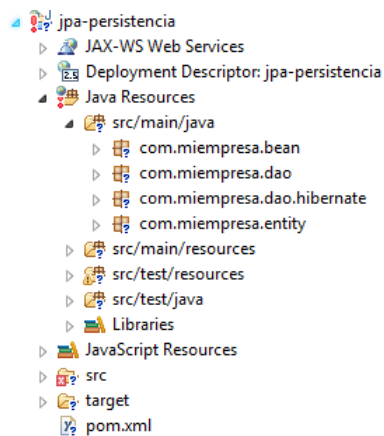 jpa-persistencia
JAX-WS Web Services
2.5 Deployment Descriptor: jpa-persistencia
Java Resources
src/main/java
com.miempresa.bean
com.miempresa.dao
com.miempresa.dao.hibernate
com.miempresa.entity
src/main/resources
src/test/resources
src/test/java
Libraries
JavaScript Resources
src
target
pom.xml